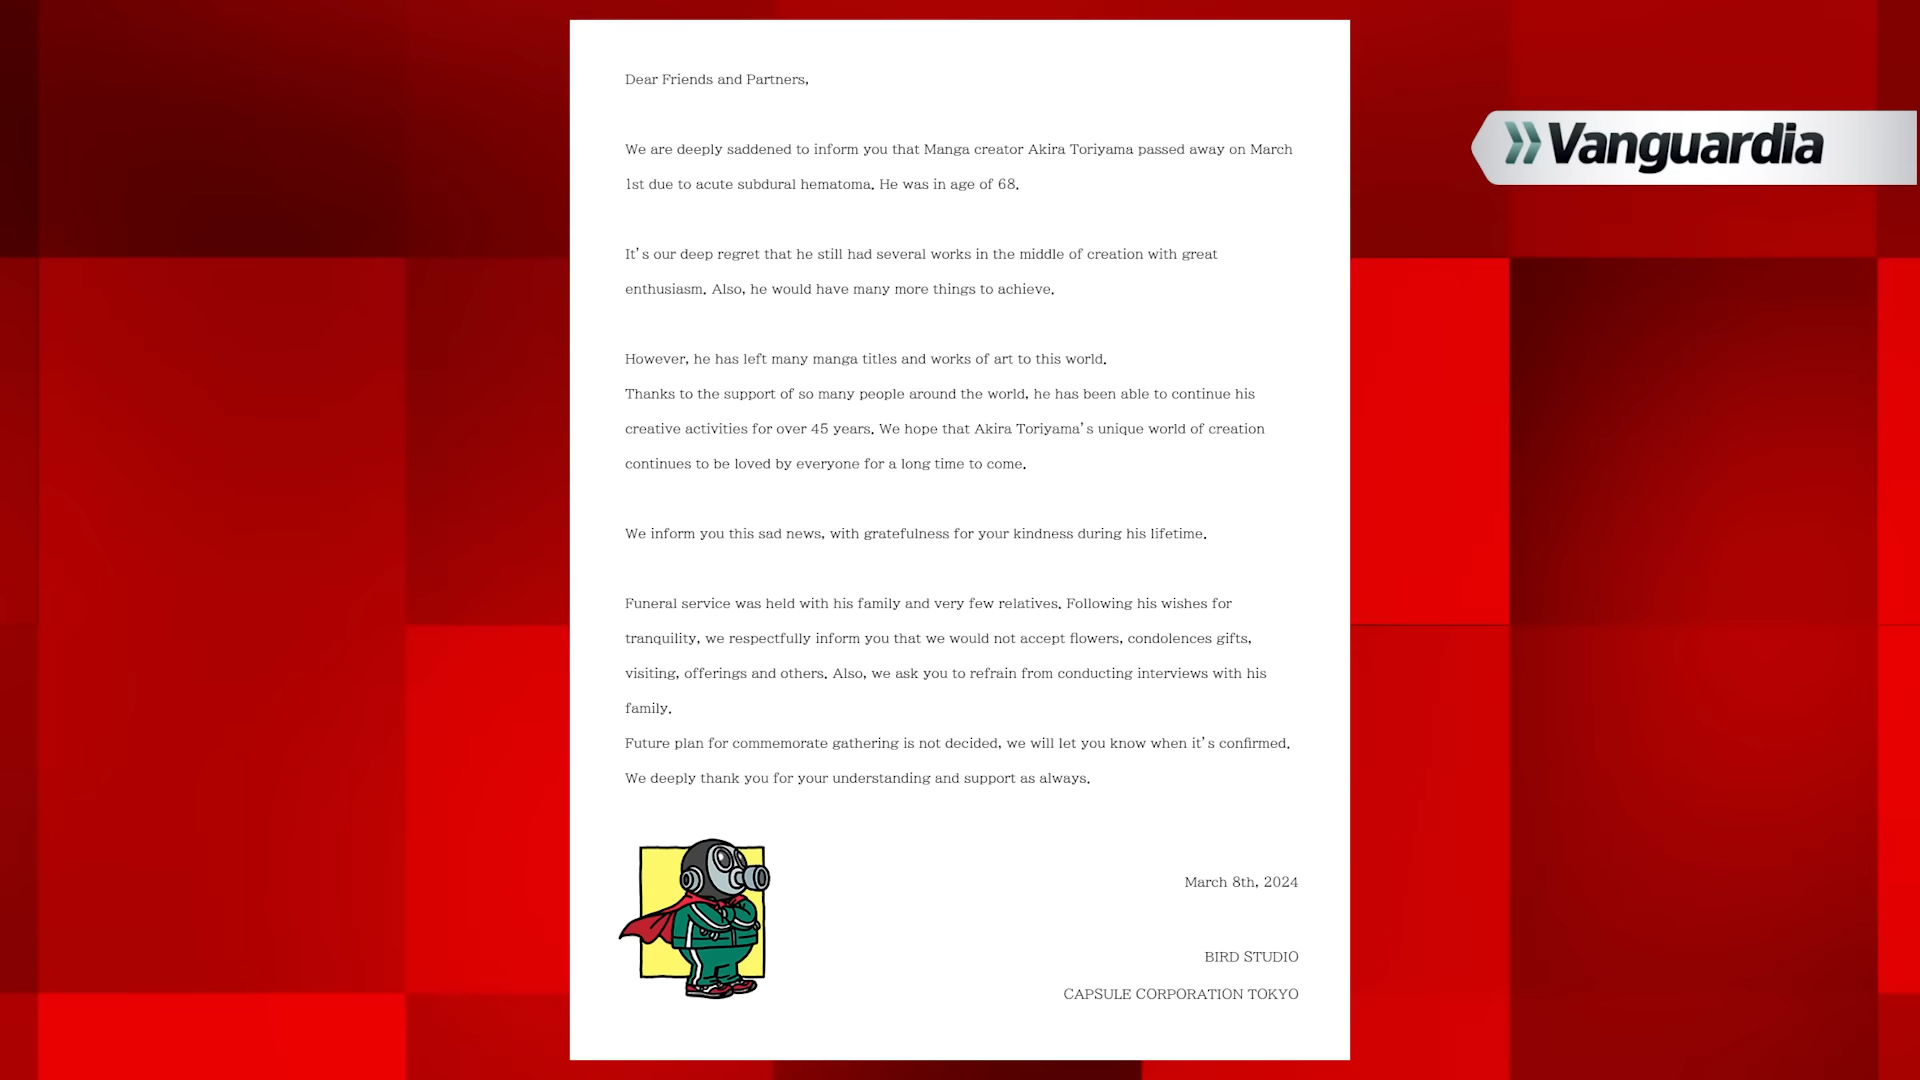 Dear Friends and Partners,
We are deeply saddened to inform you that Manga creator Akira Toriyama passed away on March
1st due to acute subdural hematoma. He was in age of 68.
It's our deep regret that he still had several works in the middle of creation with great
enthusiasm. Also, he would have many more things to achieve.
However, he has left many manga titles and works of art to this world.
Thanks to the support of so many people around the world, he has been able to continue his
creative activities for over 45 years. We hope that Akira Toriyama's unique world of creation
continues to be loved by everyone for a long time to come.
We inform you this sad news, with gratefulness for your kindness during his lifetime.
Funeral service was held with his family and very few relatives. Following his wishes for
tranquility, we respectfully inform you that we would not accept flowers, condolences gifts,
visiting, offerings and others. Also, we ask you to refrain from conducting interviews with his
family.
Future plan for commemorate gathering is not decided, we will let you know when it's confirmed.
We deeply thank you for your understanding and support as always.
March 8th, 2024
BIRD STUDIO
CAPSULE CORPORATION TOKYO
Vanguardia